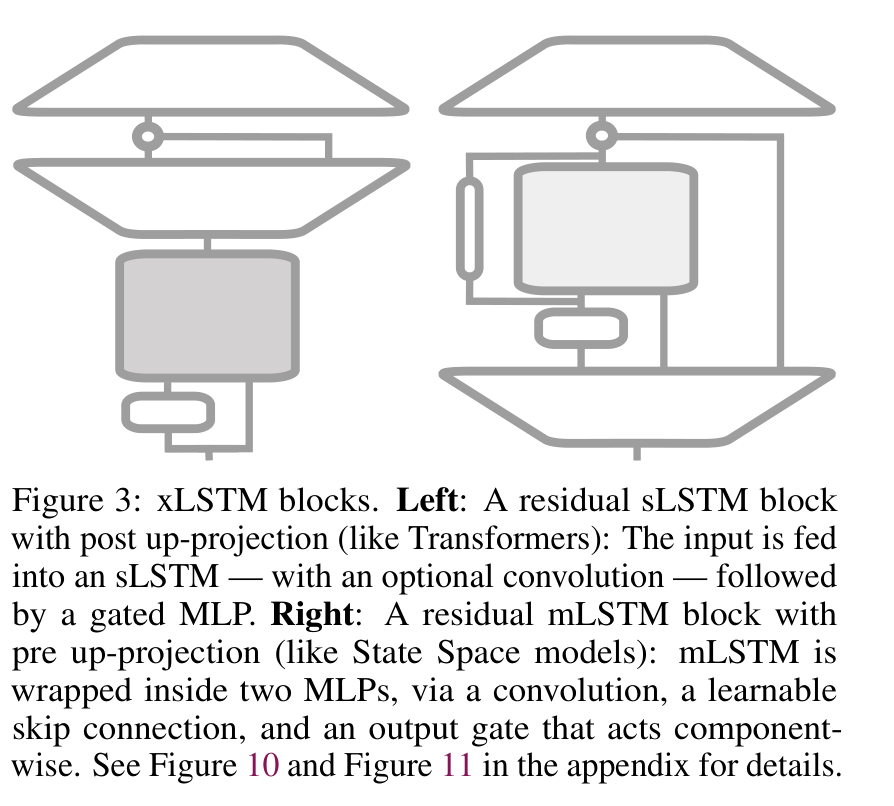 Figure 3: xLSTM blocks. Left: A residual sLSTM block
with post up-projection (like Transformers): The input is fed
into an sLSTM — with an optional convolution — followed
by a gated MLP. Right: A residual mLSTM block with
pre up-projection (like State Space models): mLSTM is
wrapped inside two MLPs, via a convolution, a learnable
skip connection, and an output gate that acts component-
wise. See Figure 10 and Figure 11 in the appendix for details.